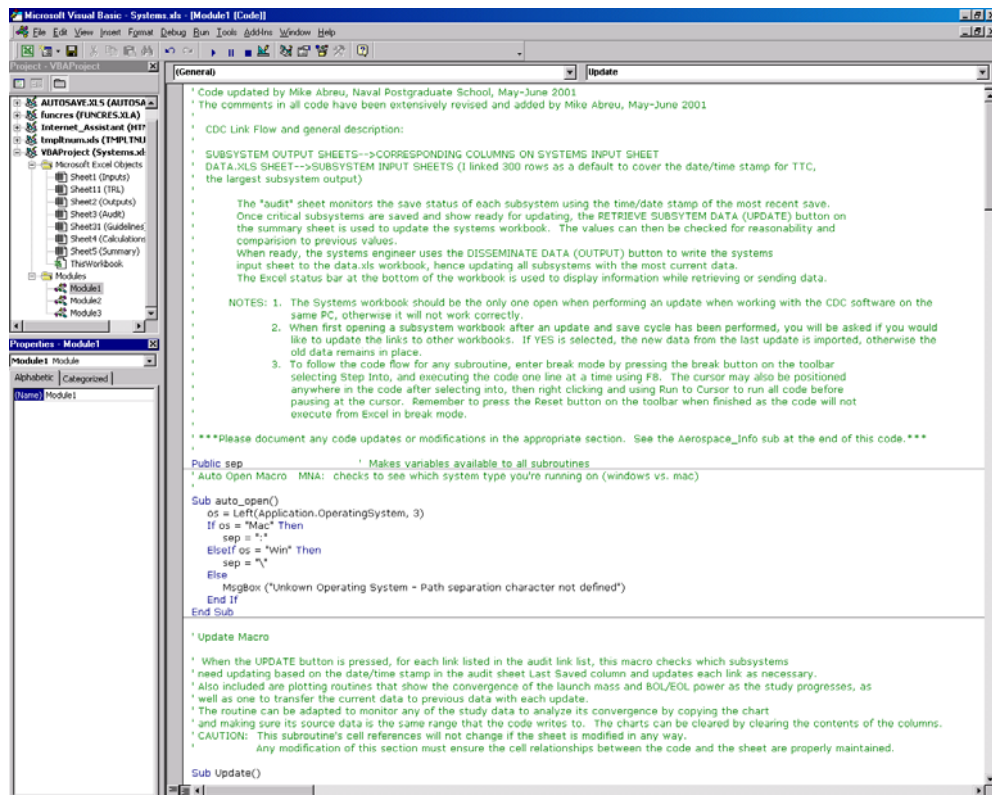 Microsoft Visual Basic - Systems.xls - [Module1 [Code]]
File Edit View Insert Format Debug Run Tools Add-Ins Window Help
Project - VBAProject
AUTOSAVE.XLS (AUTOSA
funcres (FUNCRES.XLA)
Internet_Assistant (HTM
tmpltnum.xls (TMPLTNU
VBAProject (Systems.xl
Microsoft Excel Objects
Sheet1 (Inputs)
Sheet11 (TRL)
Sheet2 (Outputs)
Sheet3 (Audit)
Sheet31 (Guidelines
Sheet4 (Calculations
Sheet5 (Summary)
ThisWorkbook
Modules
Module1
Module2
Module3
Properties - Module1
Module1 Module
Alphabetic Categorized
(Name) Module1
(General) Update
' Code updated by Mike Abreu, Naval Postgraduate School, May-June 2001
' The comments in all code have been extensively revised and added by Mike Abreu, May-June 2001
'
' CDC Link Flow and general description:
'
' SUBSYSTEM OUTPUT SHEETS-->CORRESPONDING COLUMNS ON SYSTEMS INPUT SHEET
' DATA.XLS SHEET-->SUBSYSTEM INPUT SHEETS (I linked 300 rows as a default to cover the date/time stamp for TTC,
' the largest subsystem output)
'
' The "audit" sheet monitors the save status of each subsystem using the time/date stamp of the most recent save.
' Once critical subsystems are saved and show ready for updating, the RETRIEVE SUBSYTEM DATA (UPDATE) button on
' the summary sheet is used to update the systems workbook. The values can then be checked for reasonability and
' comparision to previous values.
' When ready, the systems engineer uses the DISSEMINATE DATA (OUTPUT) button to write the systems
' input sheet to the data.xls workbook, hence updating all subsystems with the most current data.
' The Excel status bar at the bottom of the workbook is used to display information while retrieving or sending data.
'
' NOTES: 1. The Systems workbook should be the only one open when performing an update when working with the CDC software on the
' same PC, otherwise it will not work correctly.
' 2. When first opening a subsystem workbook after an update and save cycle has been performed, you will be asked if you would
' like to update the links to other workbooks. If YES is selected, the new data from the last update is imported, otherwise the
' old data remains in place.
' 3. To follow the code flow for any subroutine, enter break mode by pressing the break button on the toolbar
' selecting Step Into, and executing the code one line at a time using F8. The cursor may also be positioned
' anywhere in the code after selecting into, then right clicking and using Run to Cursor to run all code before
' pausing at the cursor. Remember to press the Reset button on the toolbar when finished as the code will not
' execute from Excel in break mode.
'
' ***Please document any code updates or modifications in the appropriate section. See the Aerospace_Info sub at the end of this code.***
'
Public sep ' Makes variables available to all subroutines
' Auto Open Macro MNA: checks to see which system type you're running on (windows vs. mac)
'
Sub auto_open()
os = Left(Application.OperatingSystem, 3)
If os = "Mac" Then
sep = ":"
ElseIf os = "Win" Then
sep = "\"
Else
MsgBox ("Unkown Operating System - Path separation character not defined")
End If
End Sub
' Update Macro
'
' When the UPDATE button is pressed, for each link listed in the audit link list, this macro checks which subsystems
' need updating based on the date/time stamp in the audit sheet Last Saved column and updates each link as necessary.
' Also included are plotting routines that show the convergence of the launch mass and BOL/EOL power as the study progresses, as
' well as one to transfer the current data to previous data with each update.
' The routine can be adapted to monitor any of the study data to analyze its convergence by copying the chart
' and making sure its source data is the same range that the code writes to. The charts can be cleared by clearing the contents of the columns.
' CAUTION: This subroutine's cell references will not change if the sheet is modified in any way.
' Any modification of this section must ensure the cell relationships between the code and the sheet are properly maintained.
Sub Update()